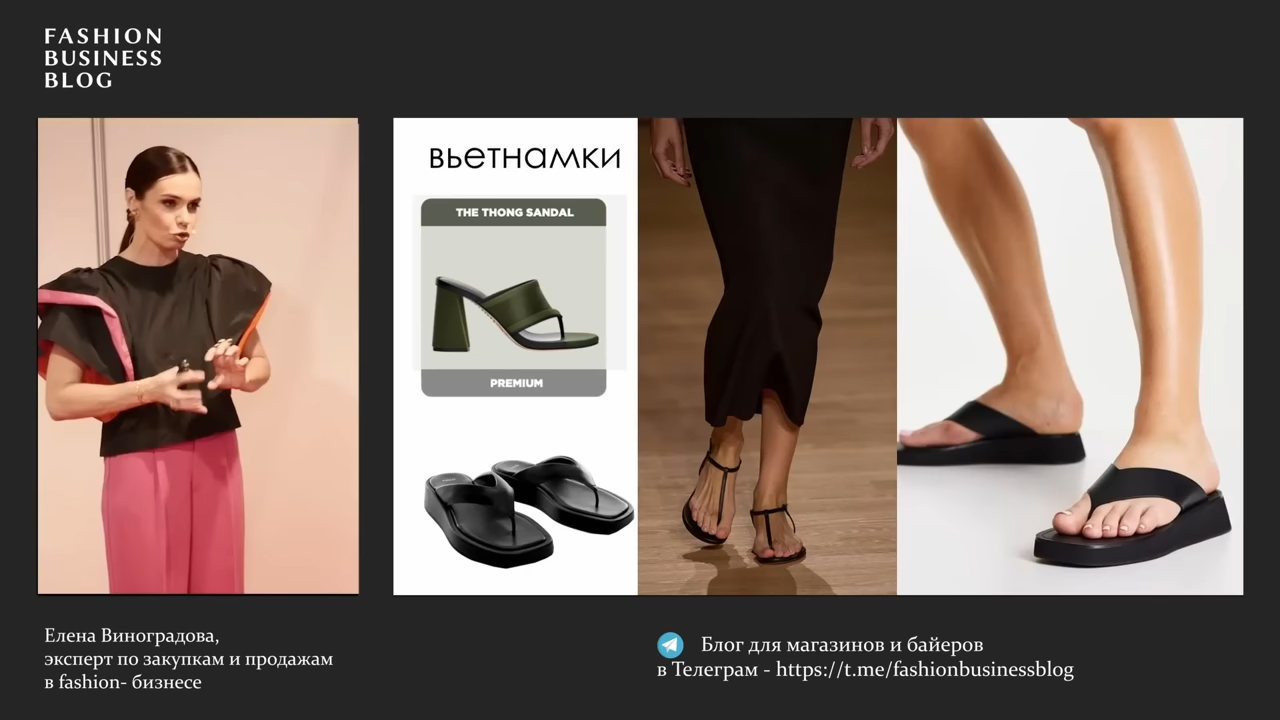 FASHION
BUSINESS
BLOG
вьетнамки
THE THONG SANDAL
PREMIUM
Елена Виноградова,
эксперт по закупкам и продажам
в fashion- бизнесе
Блог для магазинов и байеров
в Телеграм - https://t.me/fashionbusinessblog